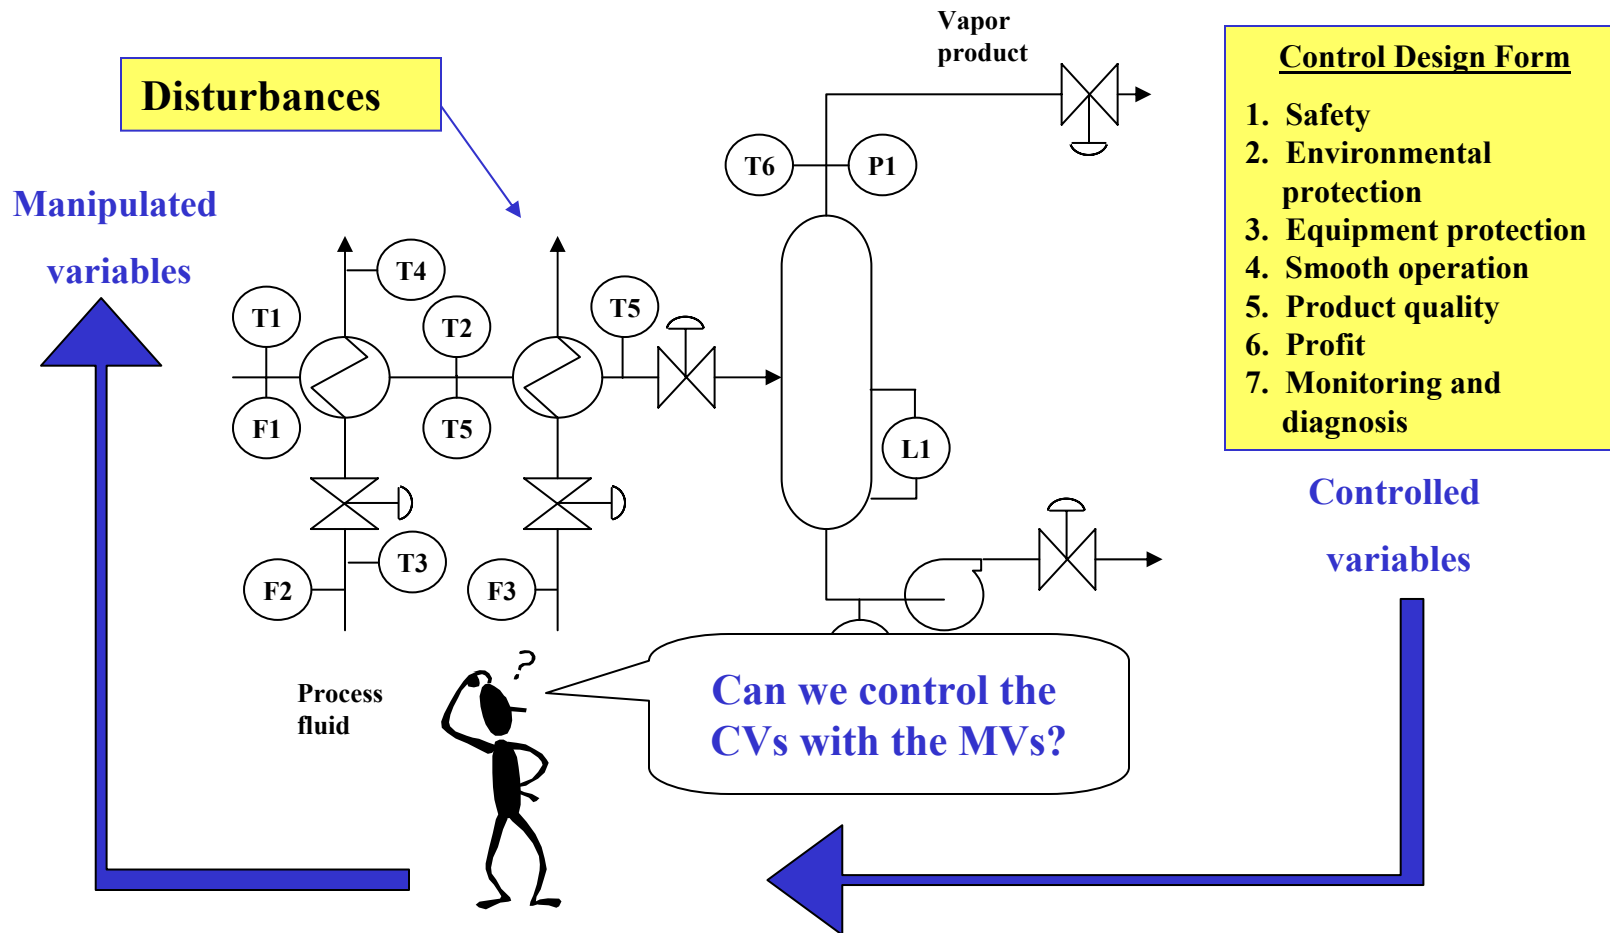 Vapor
product
Disturbances
Control Design Form
1. Safety
2. Environmental
protection
3. Equipment protection
4. Smooth operation
5. Product quality
6. Profit
7. Monitoring and
diagnosis
Manipulated
variables
T6
P1
T4
T1
T2
T5
F1
T5
L1
Controlled
variables
T3
F2
F3
Process
fluid
?
Can we control the
CVs with the MVs?